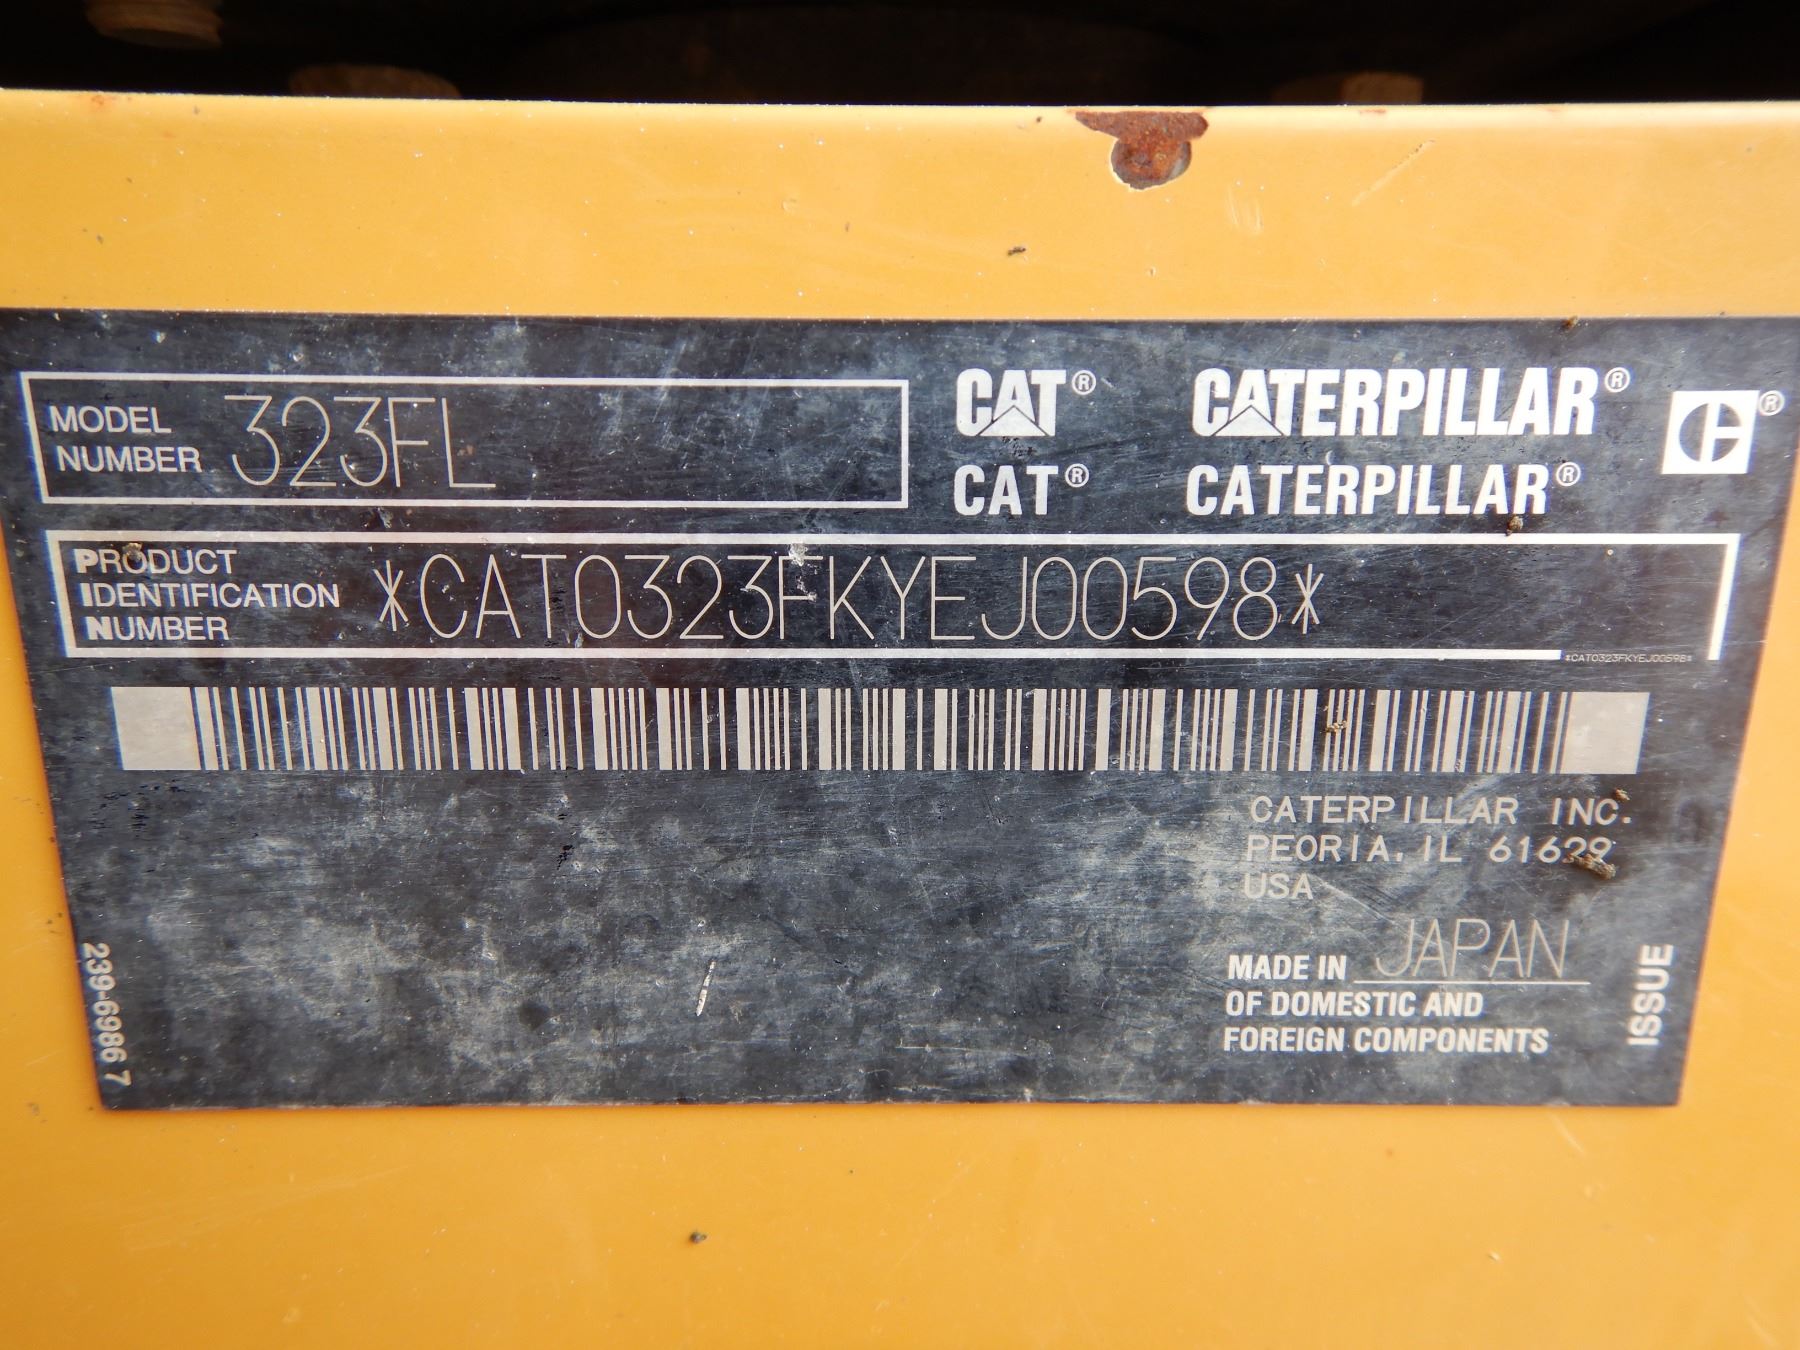 MODEL
NUMBER 323FL
CAT® CATERPILLAR®
CAT® CATERPILLAR®
®
PRODUCT
IDENTIFICATION
NUMBER *CAT0323FKYEJ00598*
*CAT0323FKYEJ00598*
CATERPILLAR INC.
PEORIA, IL 61629
USA
MADE IN JAPAN
OF DOMESTIC AND
FOREIGN COMPONENTS
239-6986 7
ISSUE